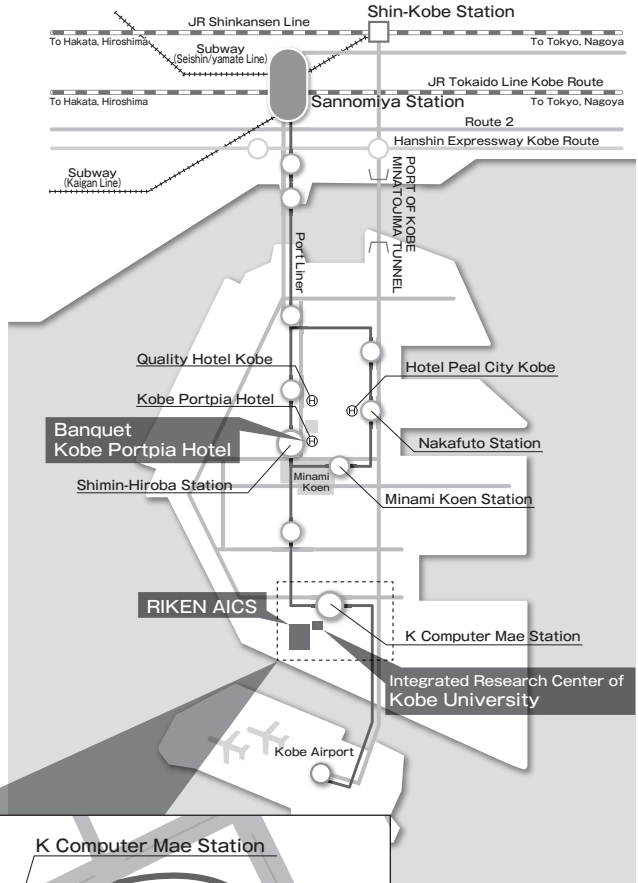 Shin-Kobe Station
JR Shinkansen Line
To Hakata, Hiroshima
To Tokyo, Nagoya
Subway
(Seishin/yamate Line)
JR Tokaido Line Kobe Route
To Hakata, Hiroshima
Sannomiya Station
To Tokyo, Nagoya
Route 2
Hanshin Expressway Kobe Route
Subway
(Kaigan Line)
PORT OF KOBE
MINATOJIMA TUNNEL
Port Liner
Quality Hotel Kobe
H
Hotel Peal City Kobe
H
Kobe Portpia Hotel
H
Banquet
Kobe Portpia Hotel
Nakafuto Station
Shimin-Hiroba Station
Minami
Koen
Minami Koen Station
RIKEN AICS
K Computer Mae Station
Integrated Research Center of
Kobe University
Kobe Airport
K Computer Mae Station